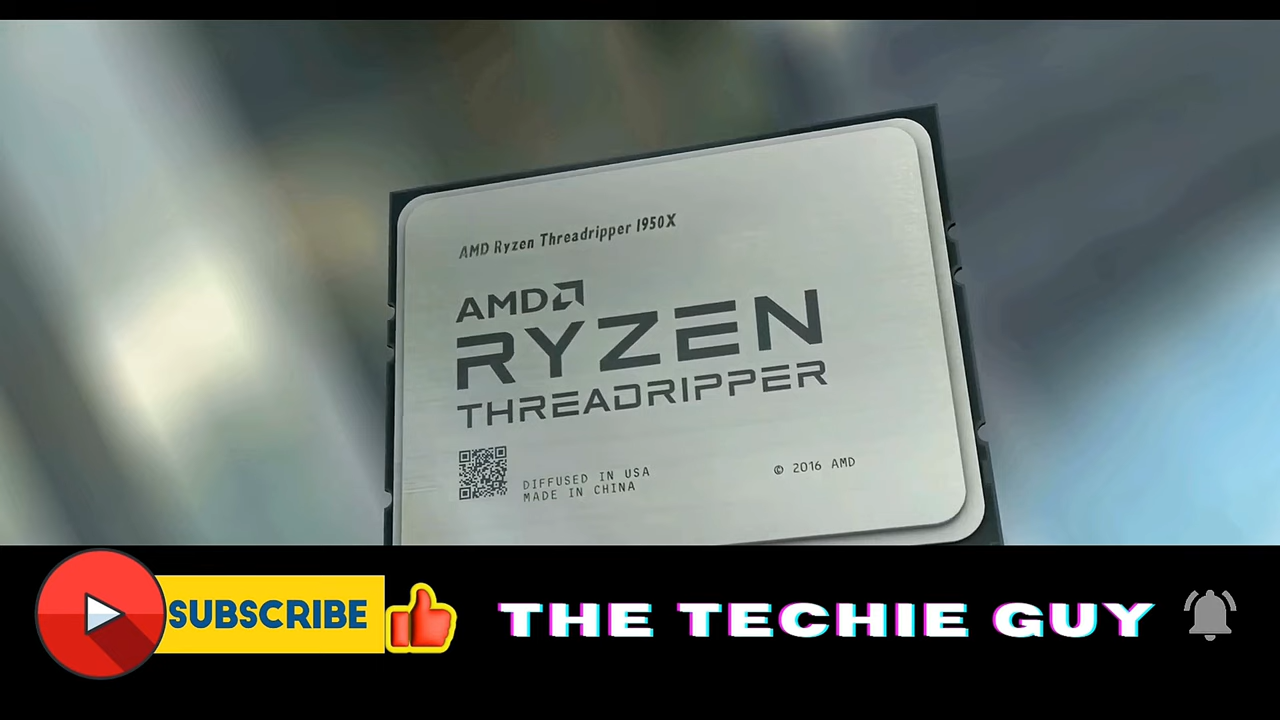 AMD Ryzen Threadripper 1950X
AMD
RYZEN
THREADRIPPER
DIFFUSED IN USA
MADE IN CHINA
© 2016 AMD
SUBSCRIBE
THE TECHIE GUY